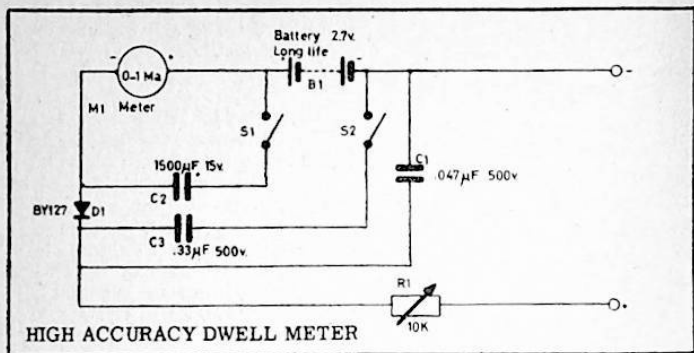 Battery 2.7v.
Long life
- +
0-1 Ma
M1 Meter
+ -
B1
-
S1
S2
C1
1500µF 15v.
+
.047µF 500v.
C2
BY127 D1
C3
.33µF 500v.
R1
+
10K
HIGH ACCURACY DWELL METER